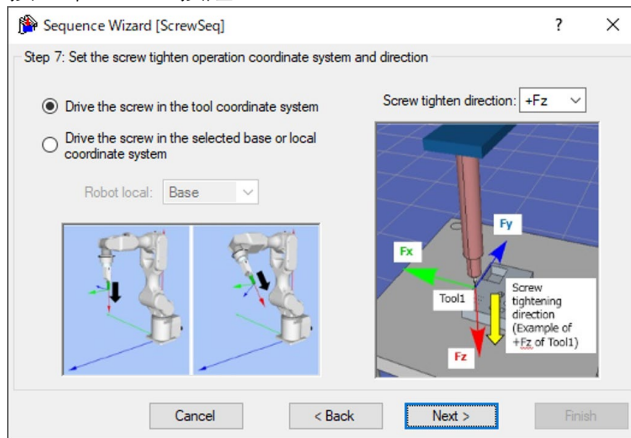 Sequence Wizard [ScrewSeq]
Step 7: Set the screw tighten operation coordinate system and direction
Drive the screw in the tool coordinate system
Drive the screw in the selected base or local
coordinate system
Robot local: Base
Screw tighten direction: +Fz
Fy
Fx
Tool1
Screw
tightening
direction
(Example of
+Fz of Tool1)
Fz
Cancel
< Back
Next >
Finish